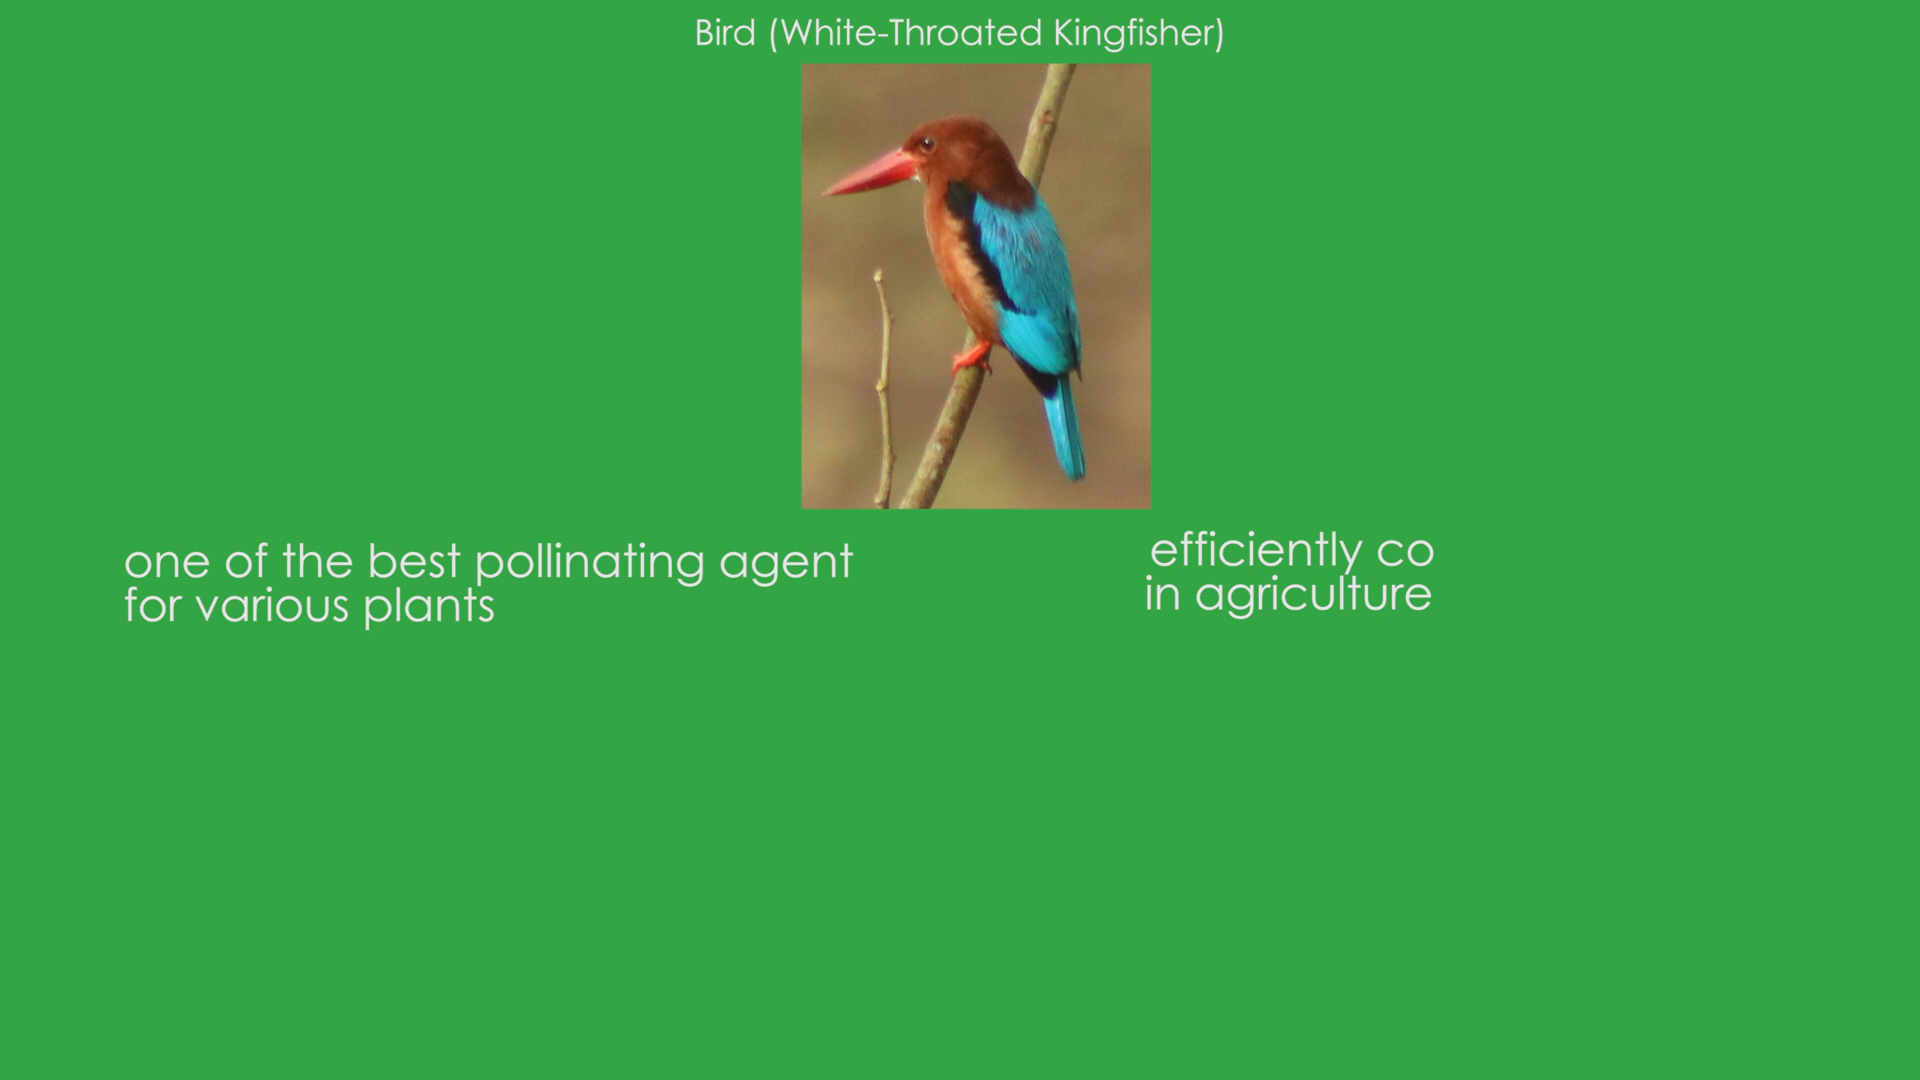 Bird (White-Throated Kingfisher)
one of the best pollinating agent
for various plants
efficiently co
in agriculture